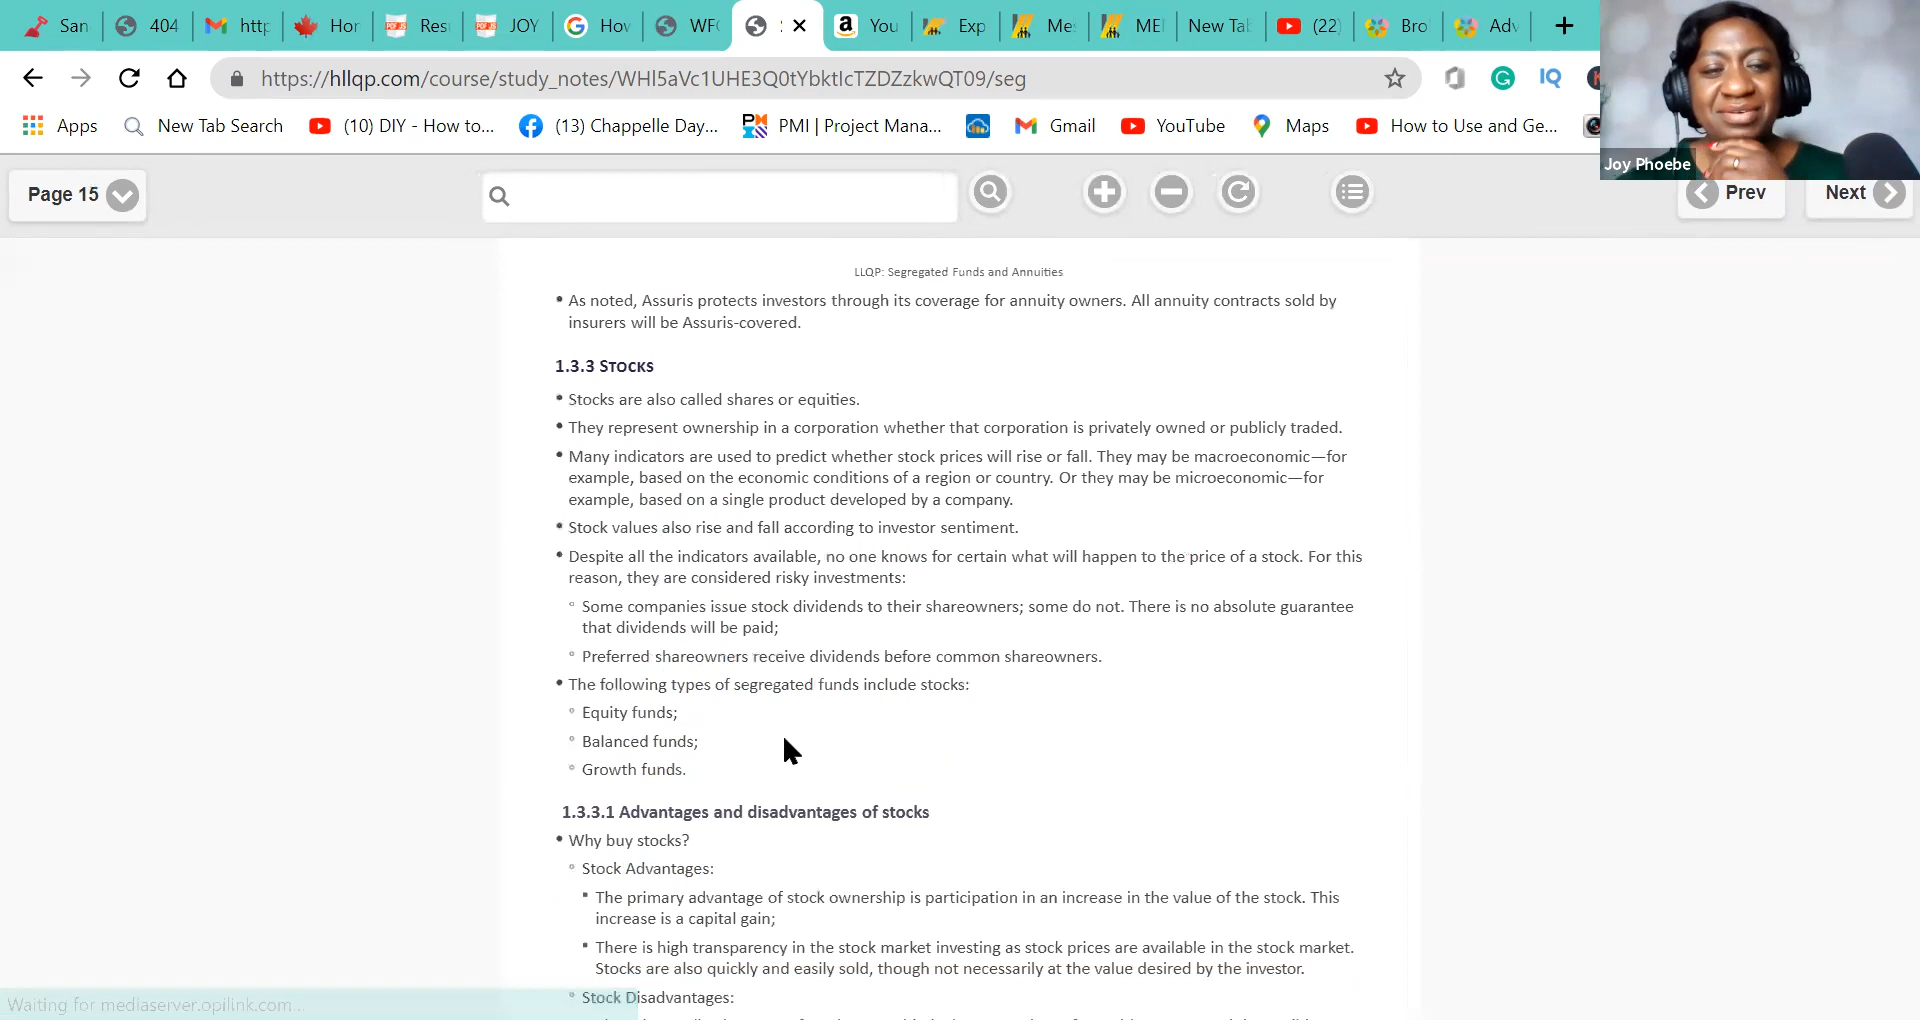 San
404
http
Hor
Res
JOY
Hov
WFC
S
You
Exp
Me
MEI
New Tab
(22)
Bro
Adv
https://hllqp.com/course/study_notes/WHl5aVc1UHE3Q0tYbktIcTZDZzkwQT09/seg
IQ
Apps
New Tab Search
(10) DIY - How to...
(13) Chappelle Day...
PMI | Project Mana...
Gmail
YouTube
Maps
How to Use and Ge...
Joy Phoebe
Page 15
Prev
Next
LLQP: Segregated Funds and Annuities
• As noted, Assuris protects investors through its coverage for annuity owners. All annuity contracts sold by
insurers will be Assuris-covered.
1.3.3 STOCKS
• Stocks are also called shares or equities.
• They represent ownership in a corporation whether that corporation is privately owned or publicly traded.
• Many indicators are used to predict whether stock prices will rise or fall. They may be macroeconomic—for
example, based on the economic conditions of a region or country. Or they may be microeconomic—for
example, based on a single product developed by a company.
• Stock values also rise and fall according to investor sentiment.
• Despite all the indicators available, no one knows for certain what will happen to the price of a stock. For this
reason, they are considered risky investments:
° Some companies issue stock dividends to their shareowners; some do not. There is no absolute guarantee
that dividends will be paid;
° Preferred shareowners receive dividends before common shareowners.
• The following types of segregated funds include stocks:
° Equity funds;
° Balanced funds;
° Growth funds.
1.3.3.1 Advantages and disadvantages of stocks
• Why buy stocks?
° Stock Advantages:
▪ The primary advantage of stock ownership is participation in an increase in the value of the stock. This
increase is a capital gain;
▪ There is high transparency in the stock market investing as stock prices are available in the stock market.
Stocks are also quickly and easily sold, though not necessarily at the value desired by the investor.
° Stock Disadvantages:
Waiting for mediaserver.opilink.com...